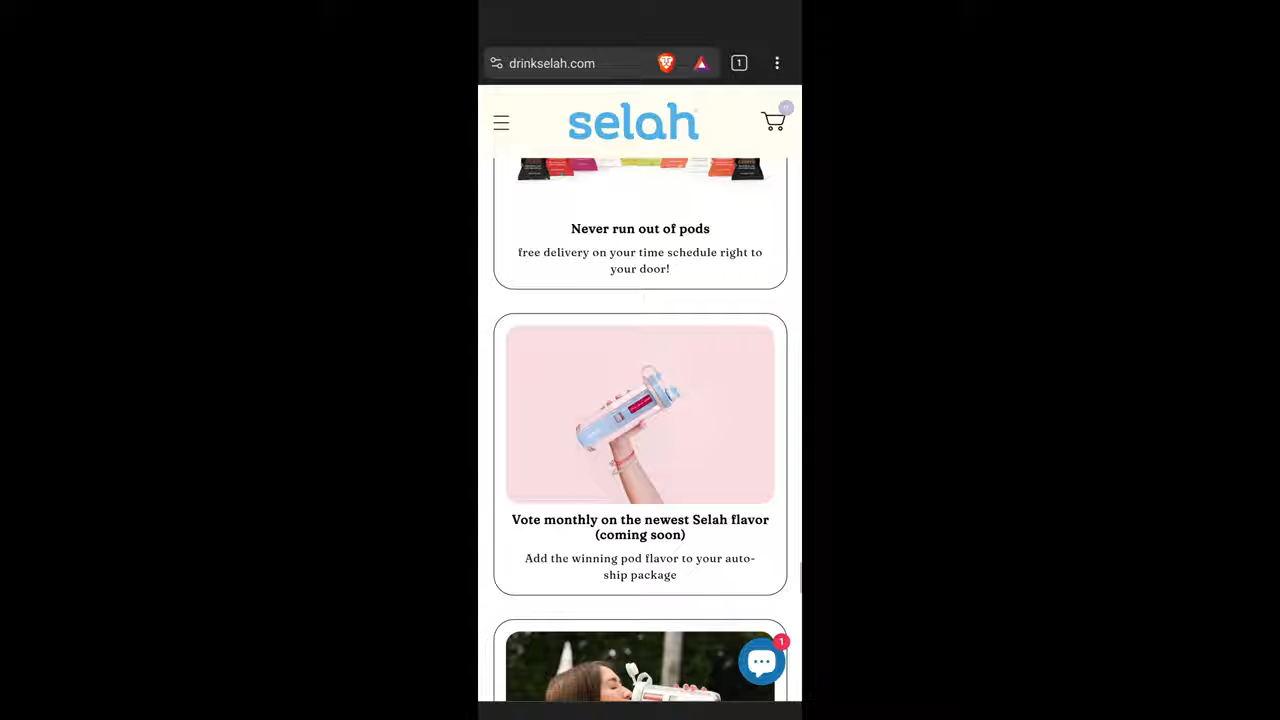 drinkselah.com
1
selah
Never run out of pods
free delivery on your time schedule right to
your door!
Vote monthly on the newest Selah flavor
(coming soon)
Add the winning pod flavor to your auto-
ship package
1